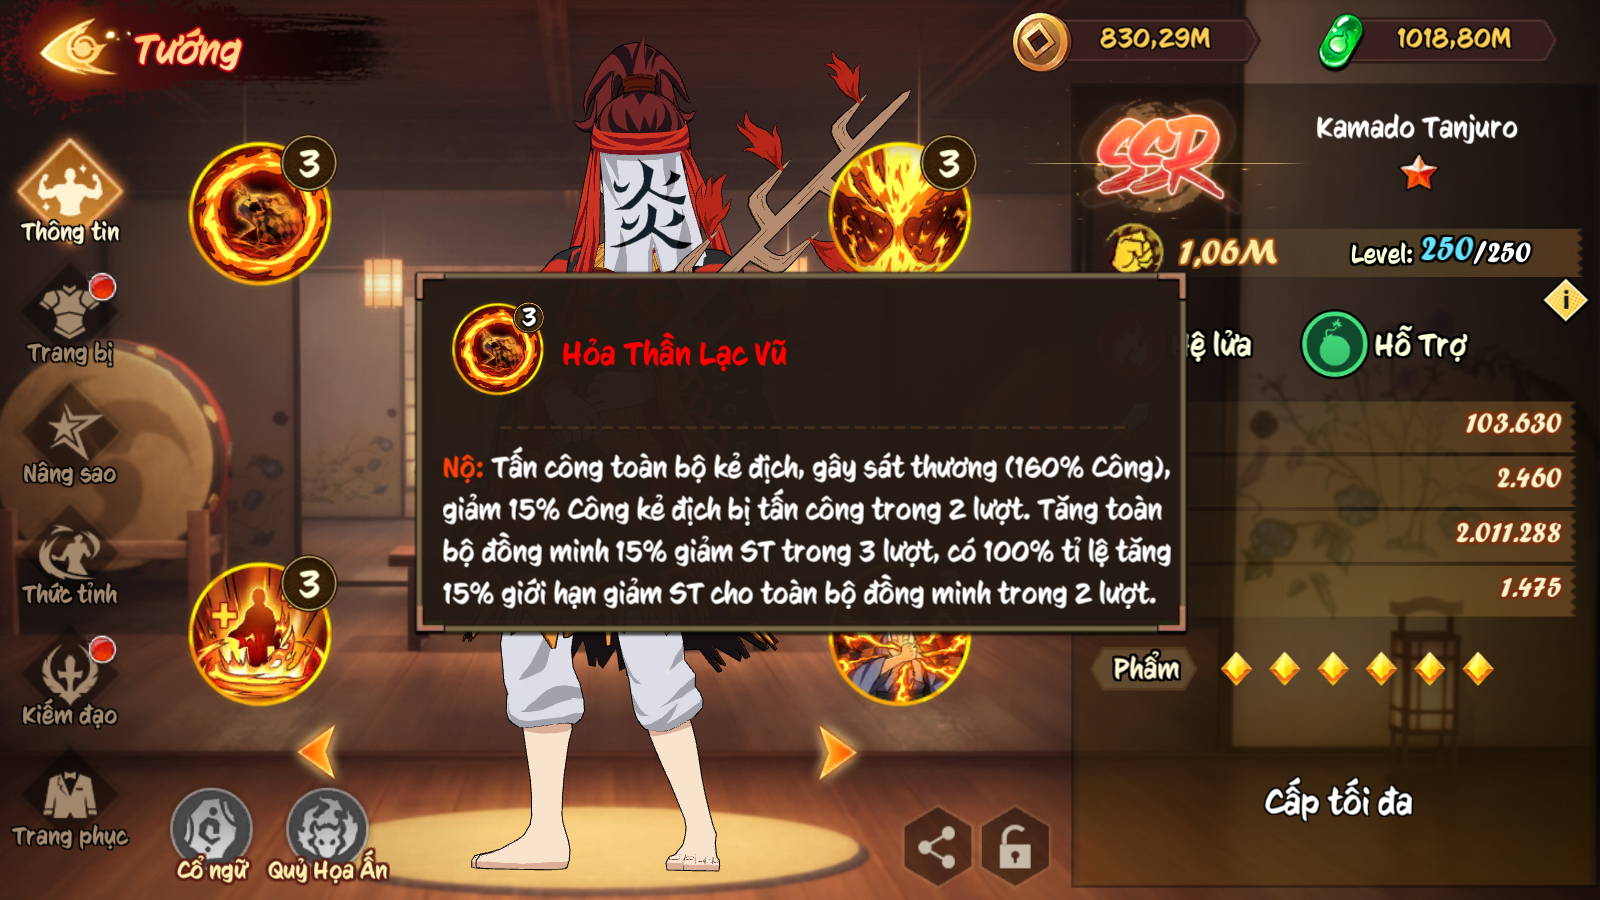 Tướng
830,29M
1018,80M
Thông tin
Trang bị
Nâng sao
Thức tỉnh
Kiếm đạo
Trang phục
3
3
炎
SSR
Kamado Tanjuro
1,06M
Level: 250/250
i
3
Hỏa Thần Lạc Vũ
Nộ: Tấn công toàn bộ kẻ địch, gây sát thương (160% Công),
giảm 15% Công kẻ địch bị tấn công trong 2 lượt. Tăng toàn
bộ đồng minh 15% giảm ST trong 3 lượt, có 100% tỉ lệ tăng
15% giới hạn giảm ST cho toàn bộ đồng minh trong 2 lượt.
Hệ lửa
Hỗ Trợ
103.630
2.460
2.011.288
1.475
3
Phẩm
Cấp tối đa
Cổ ngữ
Quỷ Họa Ấn